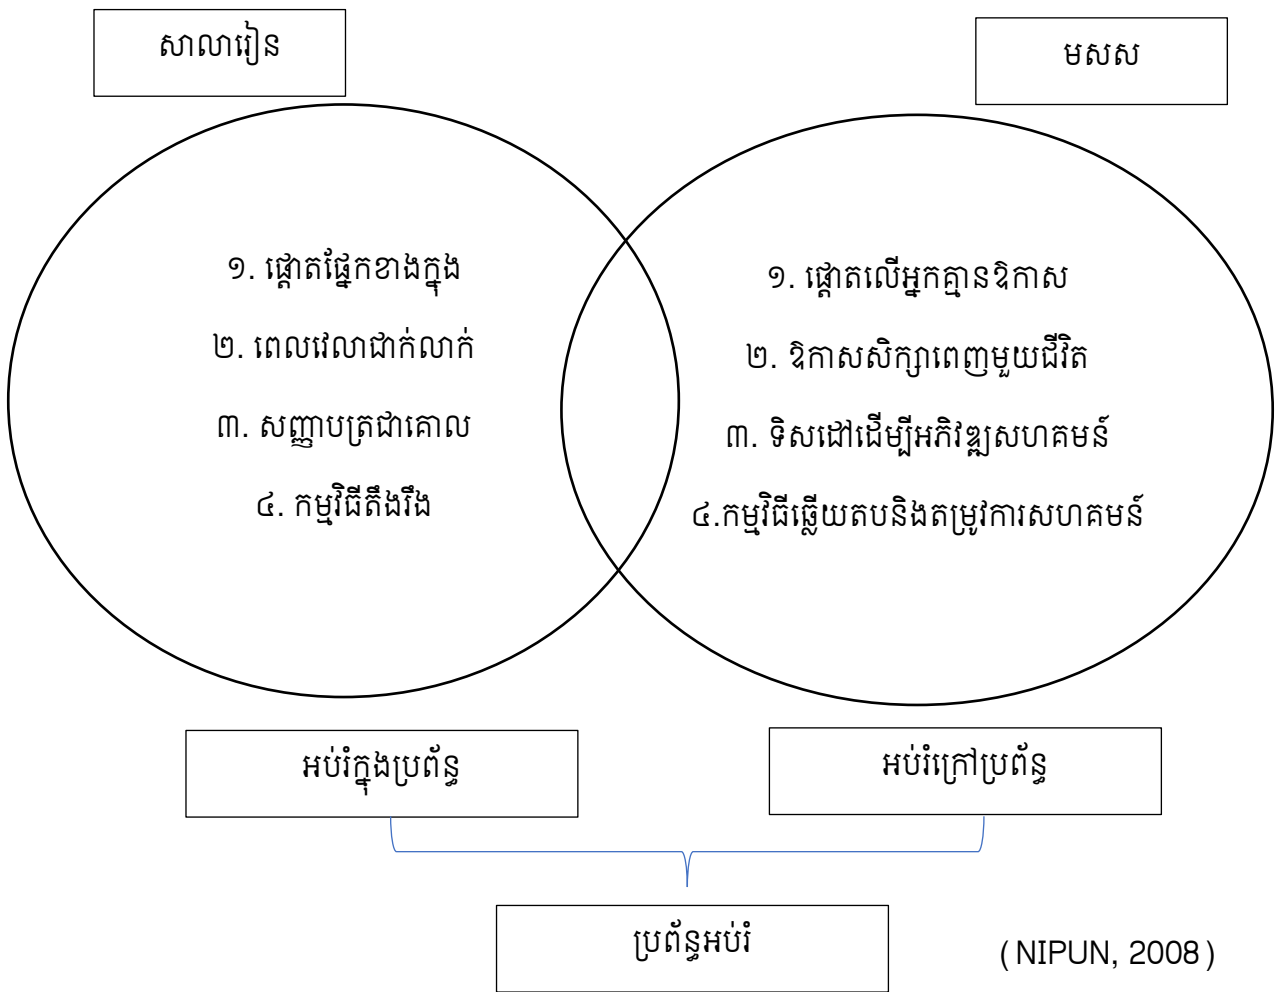 សាលារៀន
មសស
១. ផ្តោតផ្នែកខាងក្នុង
២. ពេលវេលាជាក់លាក់
៣. សញ្ញាបត្រជាគោល
៤. កម្មវិធីតឹងរឹង
១. ផ្តោតលើអ្នកគ្មានឱកាស
២. ឱកាសសិក្សាពេញមួយជីវិត
៣. ទិសដៅដើម្បីអភិវឌ្ឍសហគមន៍
៤.កម្មវិធីឆ្លើយតបនិងតម្រូវការសហគមន៍
អប់រំក្នុងប្រព័ន្ធ
អប់រំក្រៅប្រព័ន្ធ
ប្រព័ន្ធអប់រំ
(NIPUN, 2008)